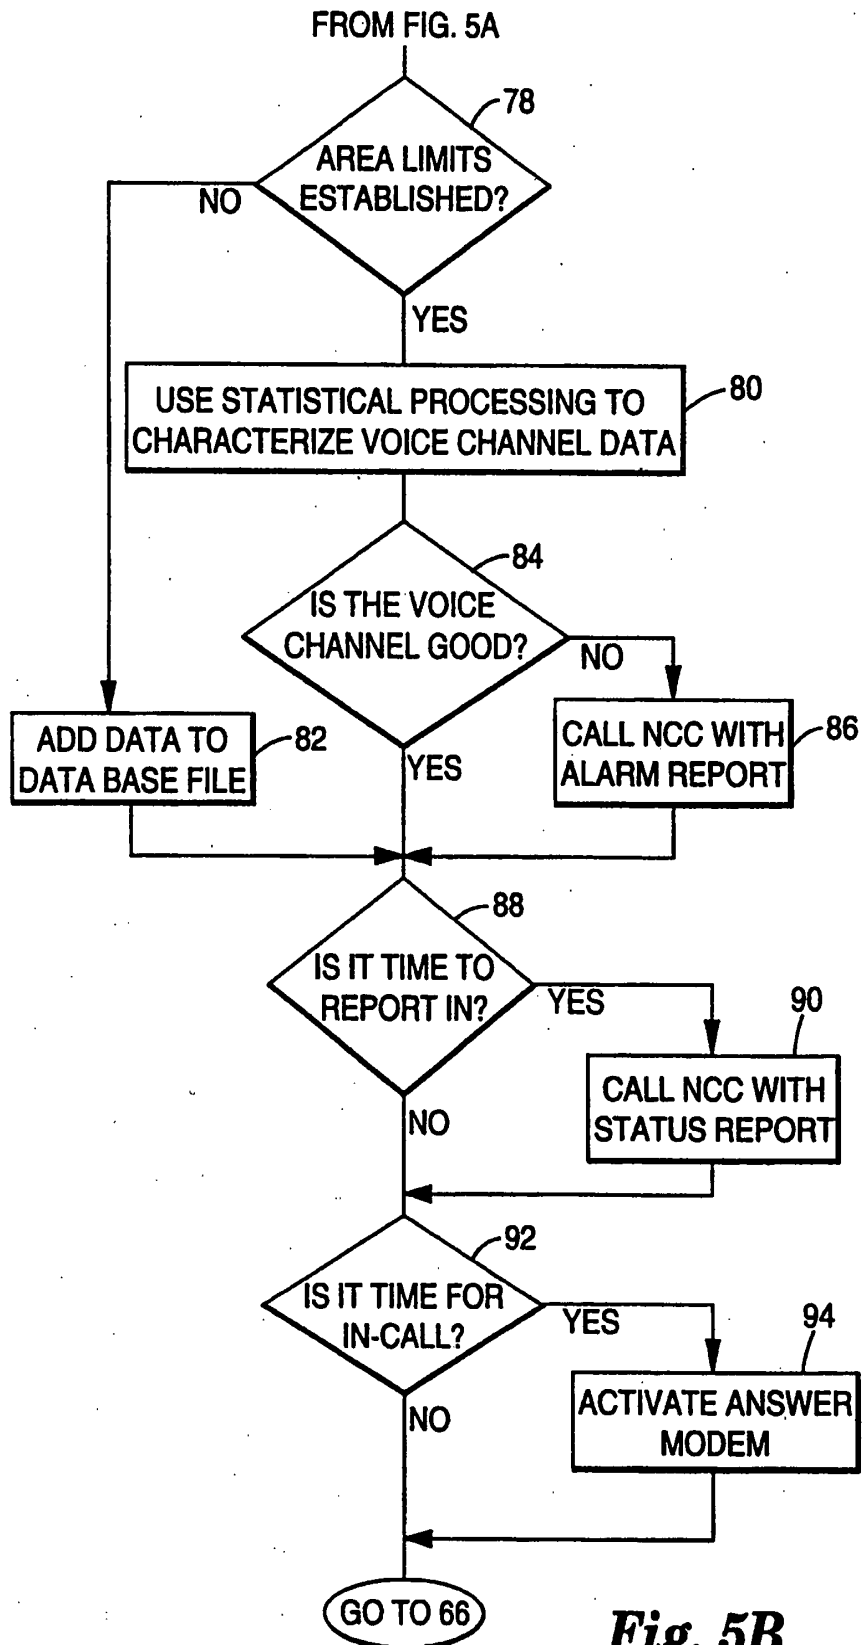 FROM FIG. 5A
78
AREA LIMITS
ESTABLISHED?
NO
YES
80
USE STATISTICAL PROCESSING TO
CHARACTERIZE VOICE CHANNEL DATA
84
IS THE VOICE
CHANNEL GOOD?
NO
ADD DATA TO
DATA BASE FILE
82
YES
CALL NCC WITH
ALARM REPORT
86
88
IS IT TIME TO
REPORT IN?
YES
90
CALL NCC WITH
STATUS REPORT
NO
92
IS IT TIME FOR
IN-CALL?
YES
94
ACTIVATE ANSWER
MODEM
NO
GO TO 66
Fig. 5B